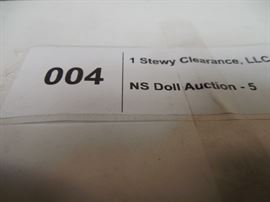 004
1 Stewy Clearance, LLC
NS Doll Auction - 5